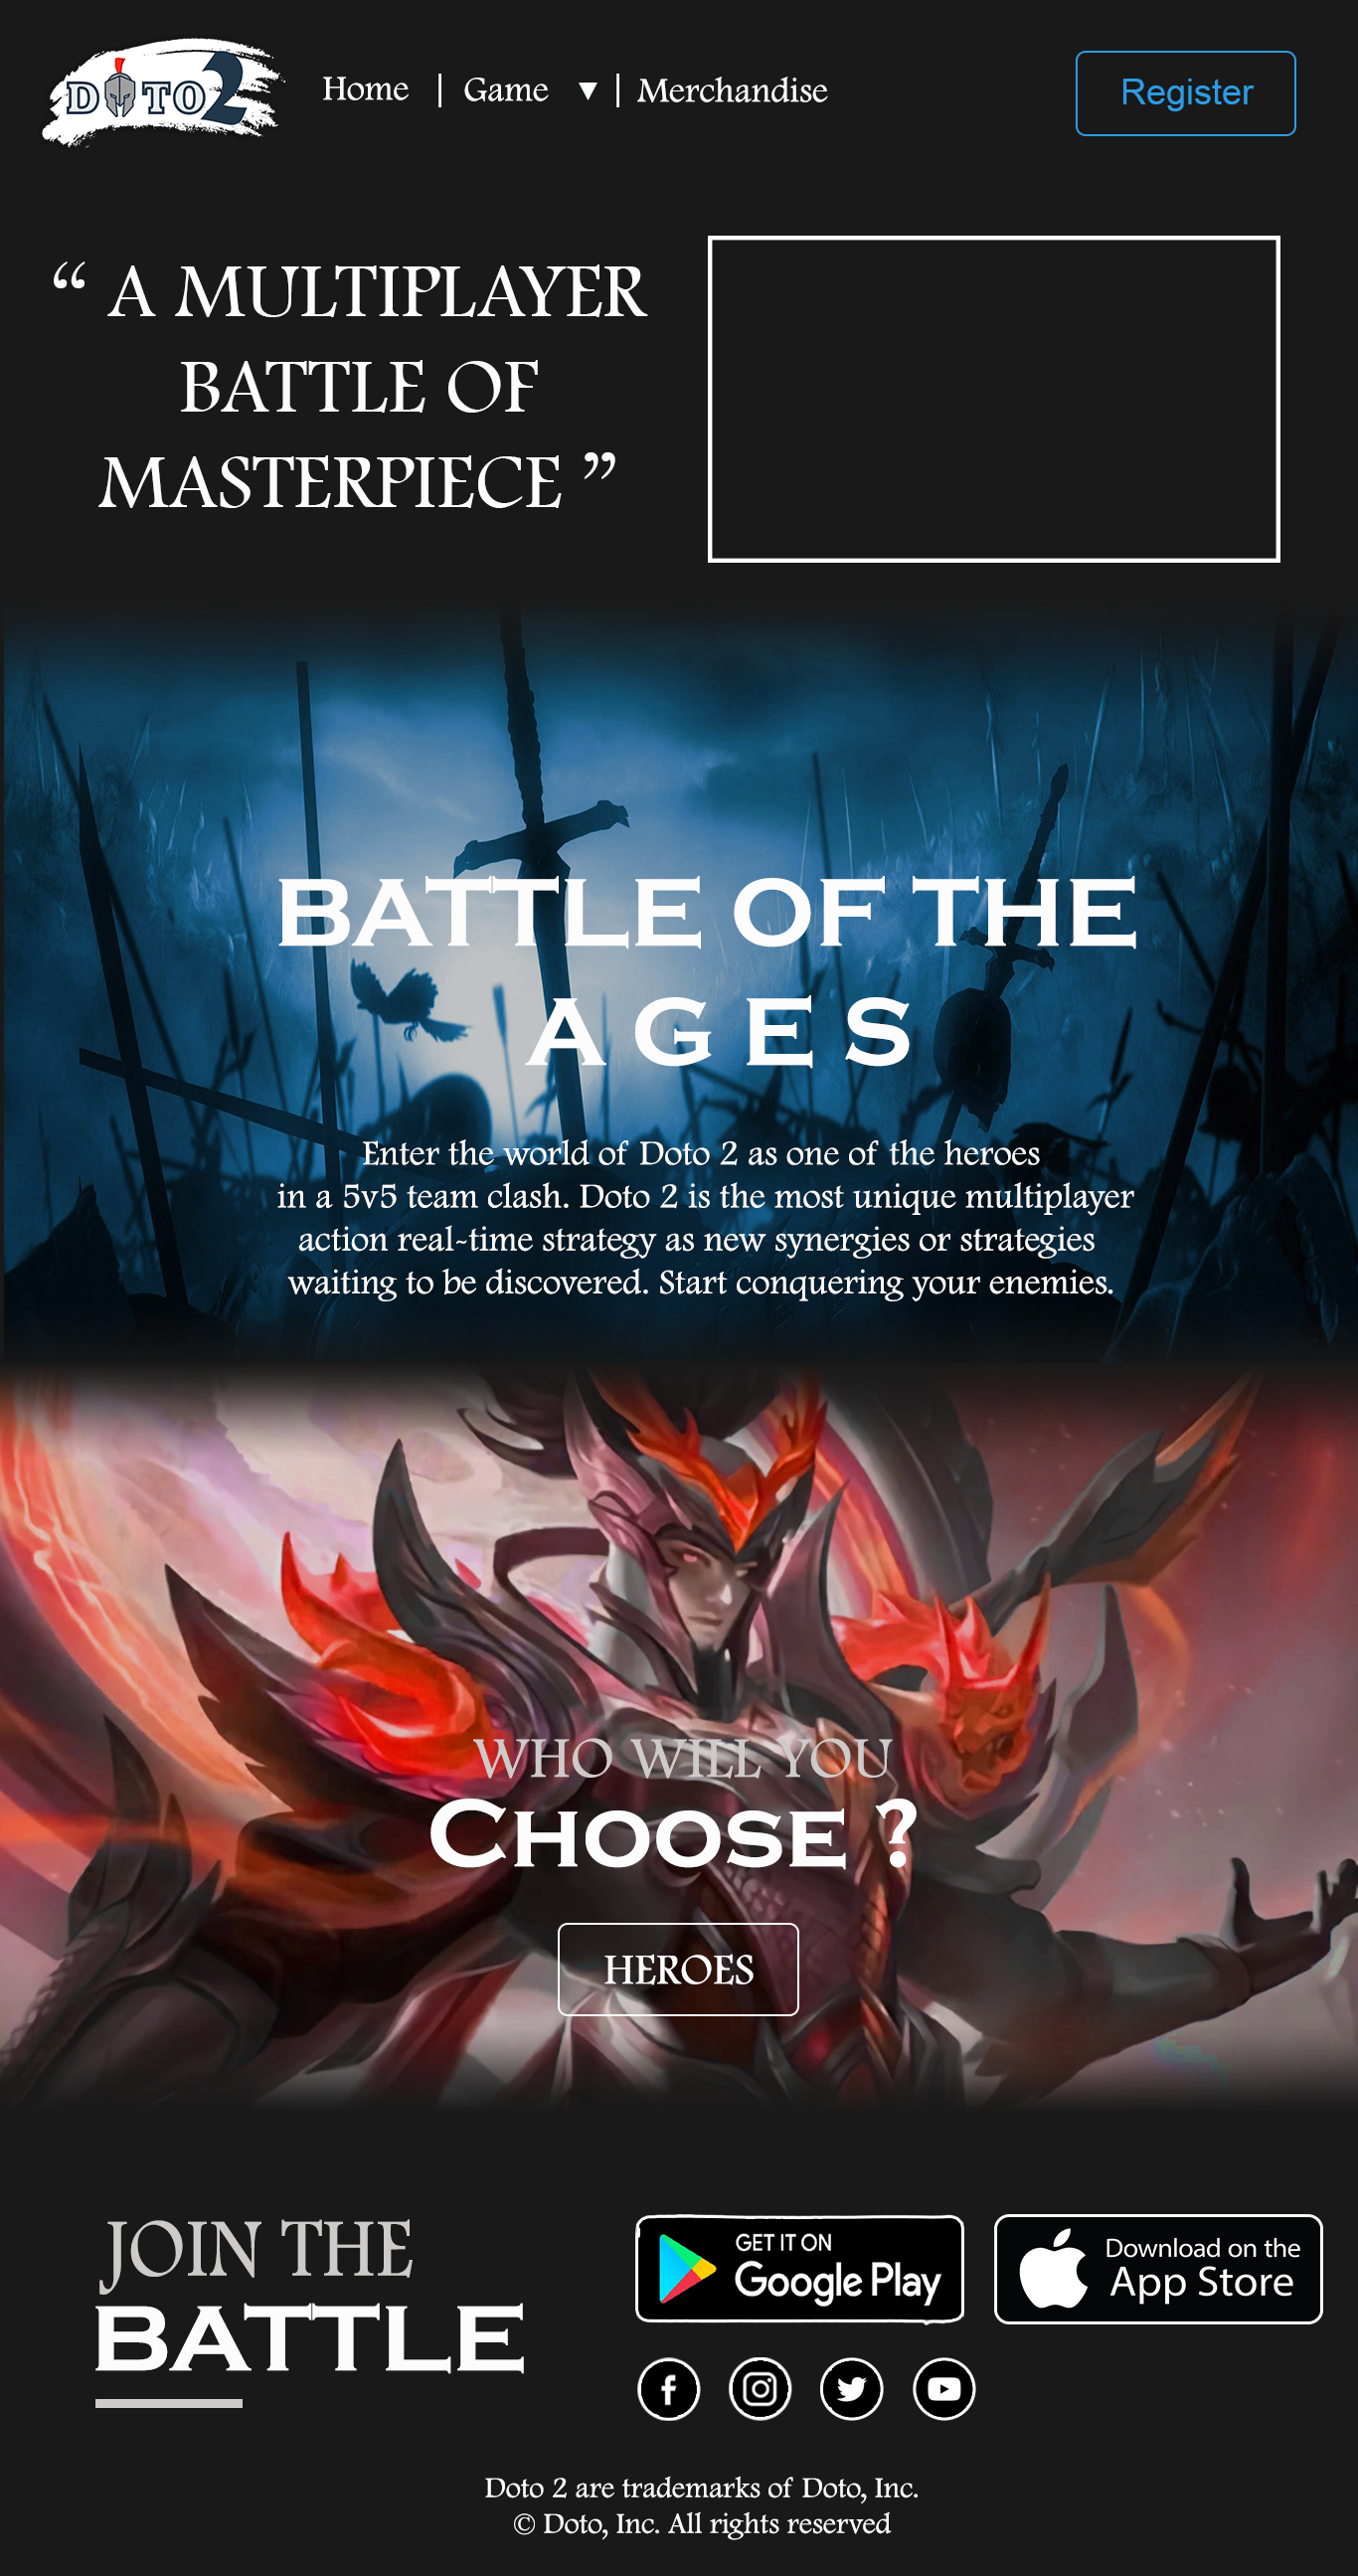 DOTO 2
Home | Game ▼ | Merchandise
Register
“ A MULTIPLAYER
BATTLE OF
MASTERPIECE ”
BATTLE OF THE
AGES
Enter the world of Doto 2 as one of the heroes
in a 5v5 team clash. Doto 2 is the most unique multiplayer
action real-time strategy as new synergies or strategies
waiting to be discovered. Start conquering your enemies.
WHO WILL YOU
CHOOSE ?
HEROES
JOIN THE
BATTLE
GET IT ON
Google Play
Download on the
App Store
Doto 2 are trademarks of Doto, Inc.
© Doto, Inc. All rights reserved